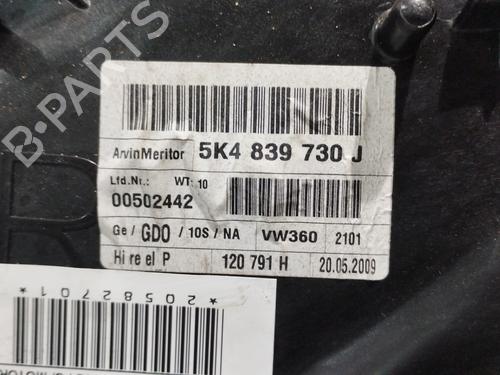 B-PARTS
ArvinMeritor 5K4 839 730 J
Lfd.Nr.: WT: 10
00502442
Ge / GDO / 10S / NA VW360 2101
Hi re el P 120 791 H 20.05.2009
R
*20582701*